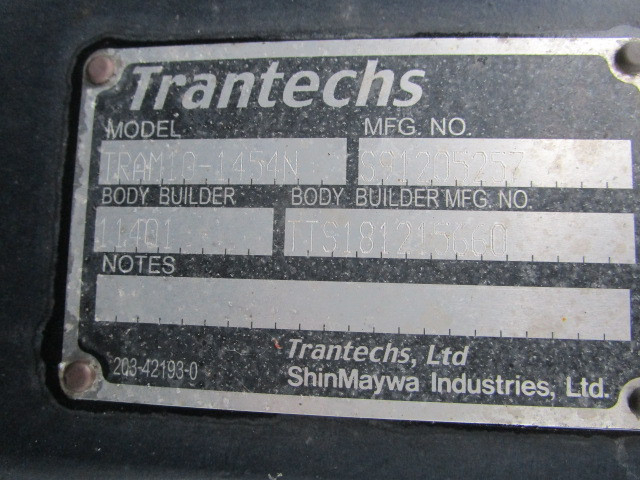 Trantechs
MODEL MFG. NO.
TRAM10-1454N
BODY BUILDER BODY BUILDER MFG. NO.
11401
NOTES
203-42193-0
Trantechs, Ltd
ShinMaywa Industries, Ltd.